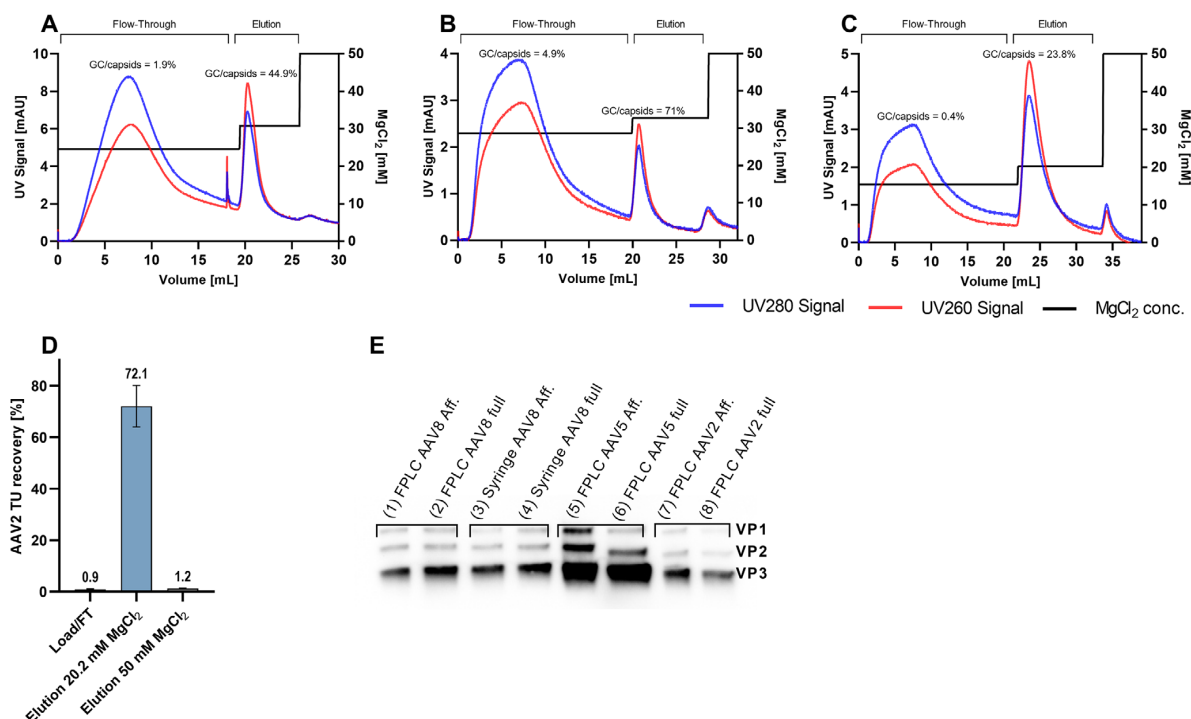 A
Flow-Through
Elution
GC/capsids = 1.9%
GC/capsids = 44.9%
UV Signal [mAU]
10
8
6
4
2
0
50
40
30
20
10
0
MgCl₂ [mM]
0 5 10 15 20 25 30
Volume [mL]
B
Flow-Through
Elution
GC/capsids = 4.9%
GC/capsids = 71%
UV Signal [mAU]
4
3
2
1
0
50
40
30
20
10
0
MgCl₂ [mM]
0 5 10 15 20 25 30
Volume [mL]
C
Flow-Through
Elution
GC/capsids = 0.4%
GC/capsids = 23.8%
UV Signal [mAU]
5
4
3
2
1
0
50
40
30
20
10
0
MgCl₂ [mM]
0 5 10 15 20 25 30 35
Volume [mL]
UV280 Signal
UV260 Signal
MgCl₂ conc.
D
AAV2 TU recovery [%]
80
60
40
20
0
0.9
72.1
1.2
Load/FT
Elution 20.2 mM MgCl₂
Elution 50 mM MgCl₂
E
(1) FPLC AAV8 Aff.
(2) FPLC AAV8 full
(3) Syringe AAV8 Aff.
(4) Syringe AAV8 full
(5) FPLC AAV5 Aff.
(6) FPLC AAV5 full
(7) FPLC AAV2 Aff.
(8) FPLC AAV2 full
VP1
VP2
VP3